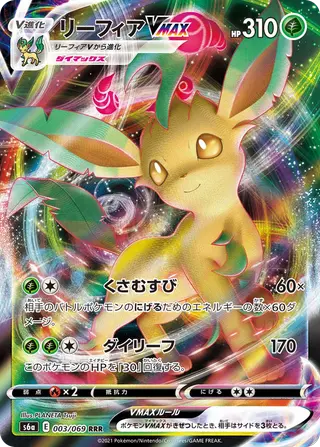 V進化
リーフィアVMAX
HP310
リーフィアVから進化
ダイマックス
くさむすび 60×
相手のバトルポケモンのにげるためのエネルギーの数×60ダ
メージ。
ダイリーフ 170
このポケモンのHPを「30」回復する。
弱点 ×2 抵抗力 にげる
Illus. PLANETA Tsuji
VMAXルール
ポケモンVMAXがきぜつしたとき、相手はサイドを3枚とる。
s6a E 003/069 RRR
©2021 Pokémon/Nintendo/Creatures/GAME FREAK.